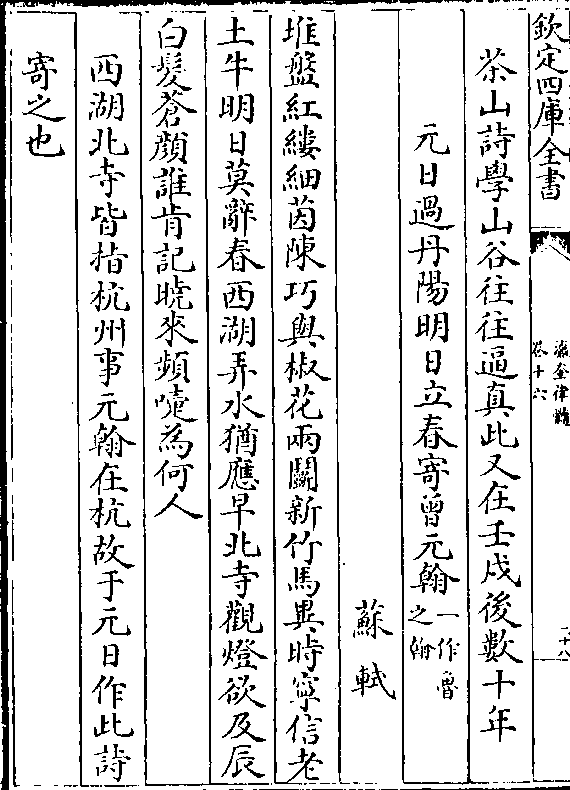 欽定四庫全書
瀛奎律髓
卷十六
二十八
茶山詩學山谷往往逼真此又在壬戌後數十年
元日過丹陽明日立春寄曾元翰一作魯之翰
蘇軾
堆盤紅縷細茵陳巧與椒花兩鬬新竹馬異時寧信老
土牛明日莫辭春西湖弄水猶應早北寺觀燈欲及辰
白髮蒼顔誰肯記曉來頻嚏為何人
西湖北寺皆指杭州事元翰在杭故于元日作此詩
寄之也